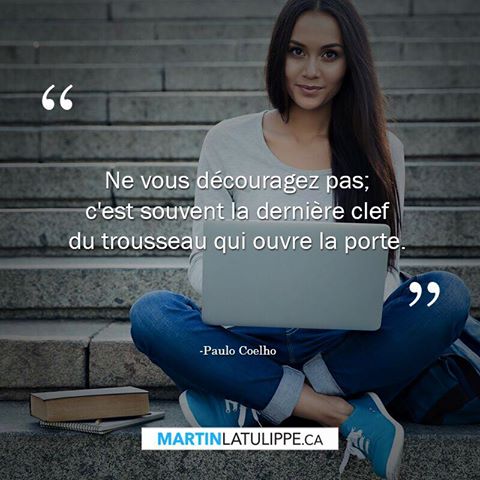 “
Ne vous découragez pas;
c'est souvent la dernière clef
du trousseau qui ouvre la porte.
”
-Paulo Coelho
MARTINLATULIPPE.CA